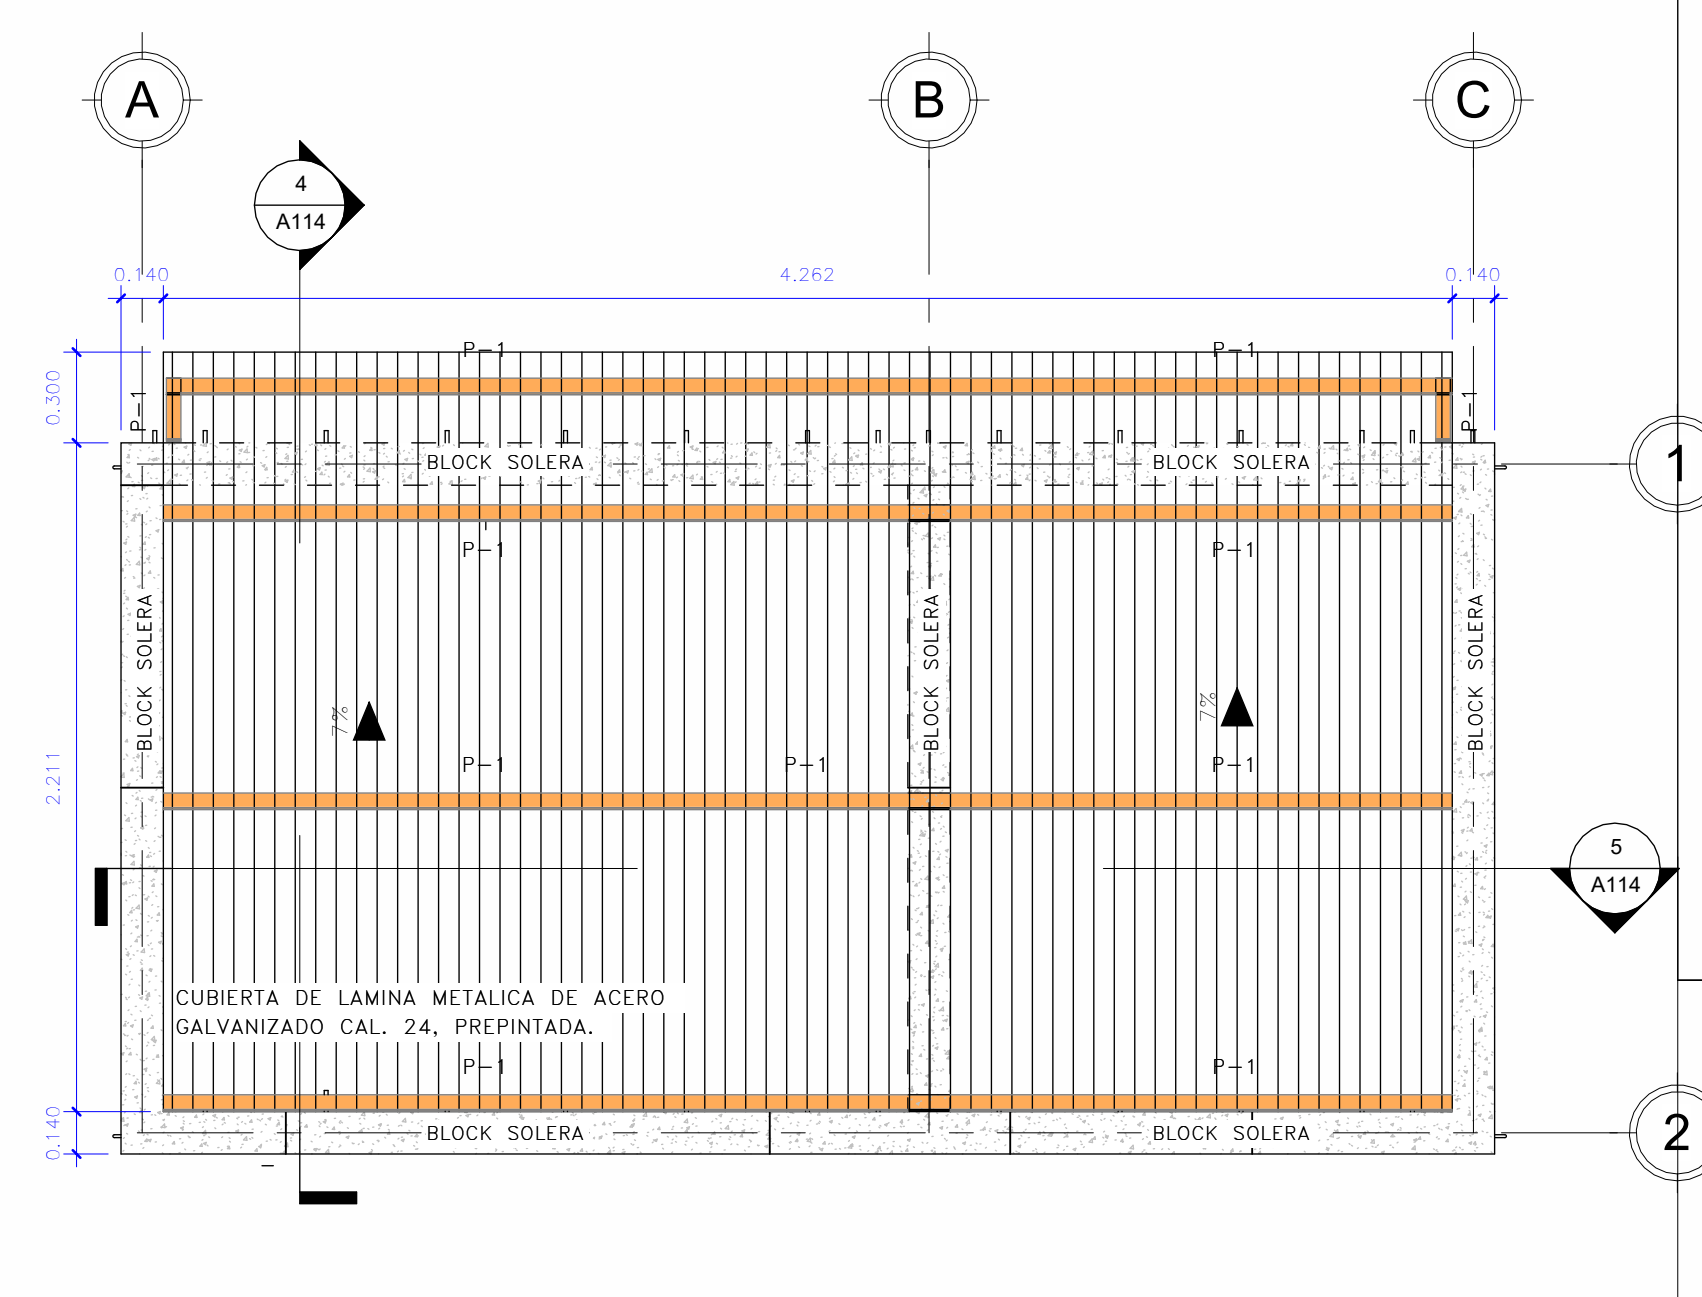 A
B
C
4
A114
0.140
4.262
0.140
P-1
P-1
0.300
P-1
P-1
BLOCK SOLERA
BLOCK SOLERA
1
P-1
P-1
BLOCK SOLERA
BLOCK SOLERA
BLOCK SOLERA
7%
7%
2.211
P-1
P-1
P-1
5
A114
CUBIERTA DE LAMINA METALICA DE ACERO
GALVANIZADO CAL. 24, PREPINTADA.
P-1
P-1
0.140
BLOCK SOLERA
BLOCK SOLERA
2